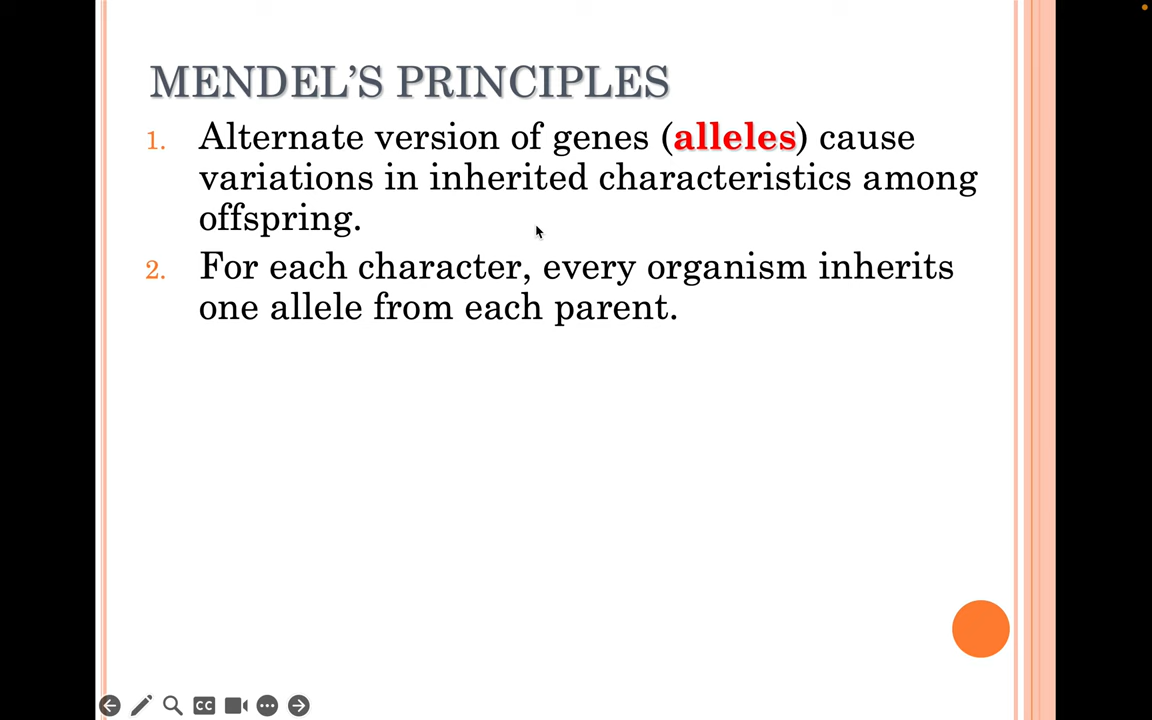 MENDEL’S PRINCIPLES
1. Alternate version of genes (alleles) cause
variations in inherited characteristics among
offspring.
2. For each character, every organism inherits
one allele from each parent.
CC